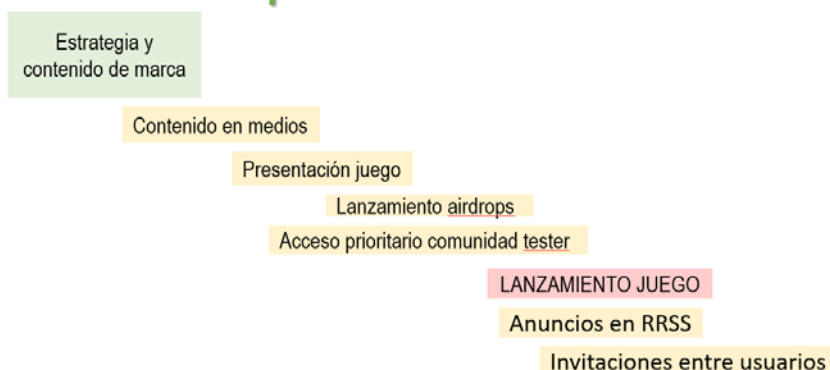 Estrategia y
contenido de marca
Contenido en medios
Presentación juego
Lanzamiento airdrops
Acceso prioritario comunidad tester
LANZAMIENTO JUEGO
Anuncios en RRSS
Invitaciones entre usuarios